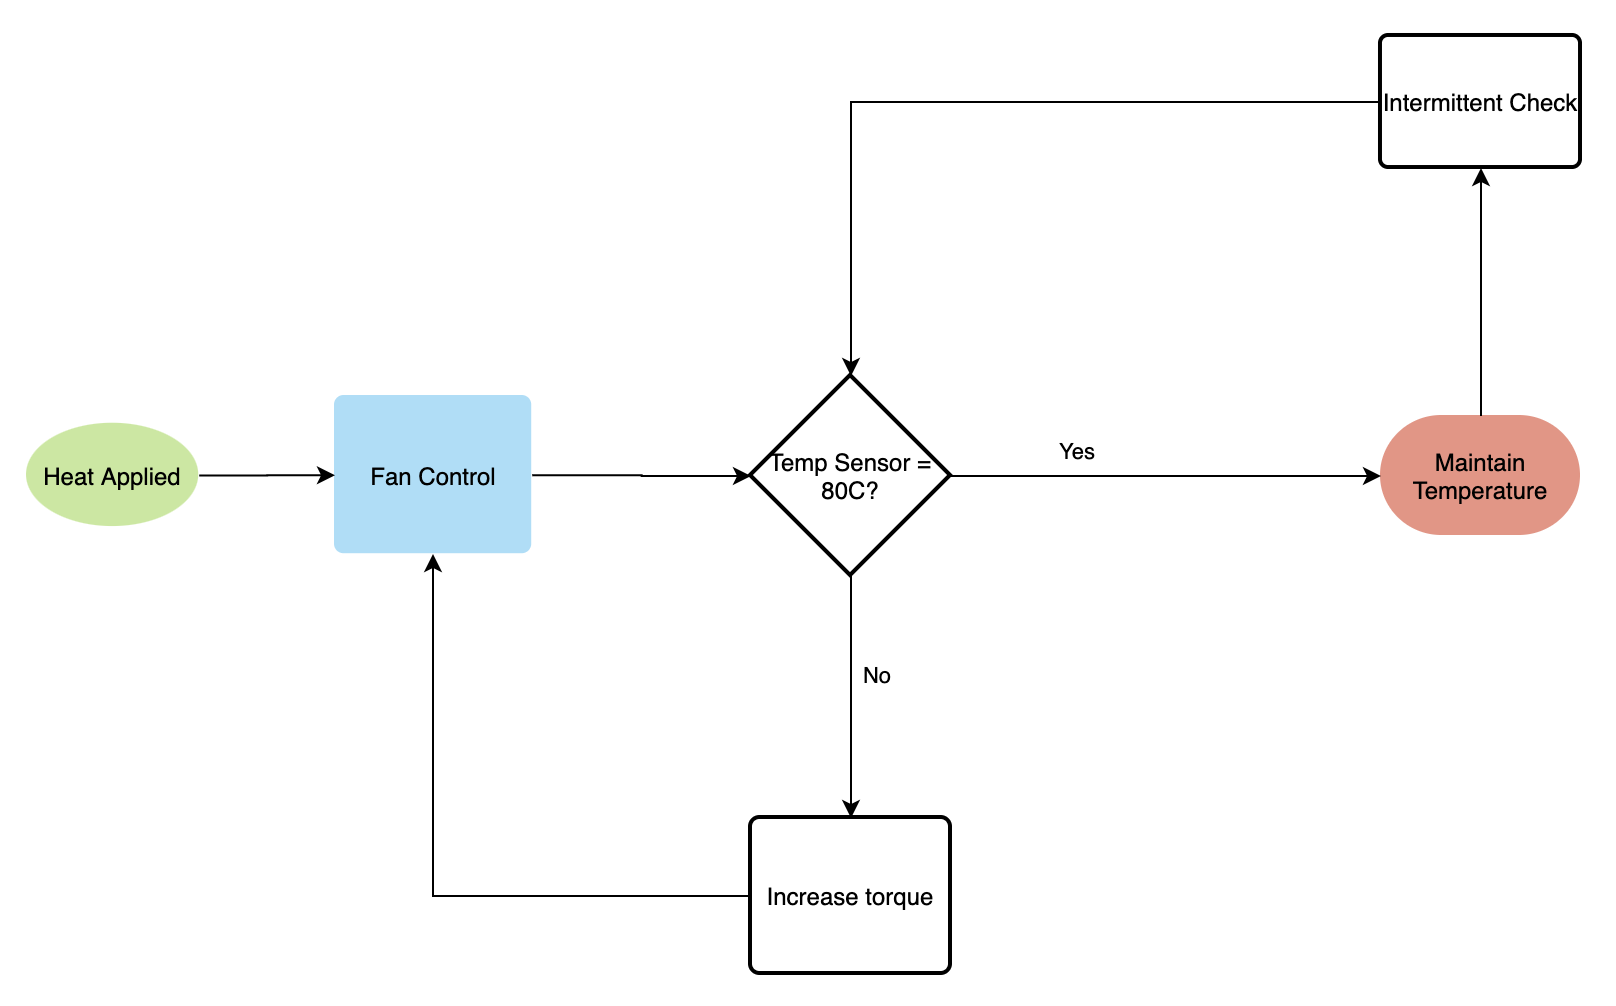 Intermittent Check
Heat Applied
Fan Control
Temp Sensor =
80C?
Yes
Maintain
Temperature
No
Increase torque